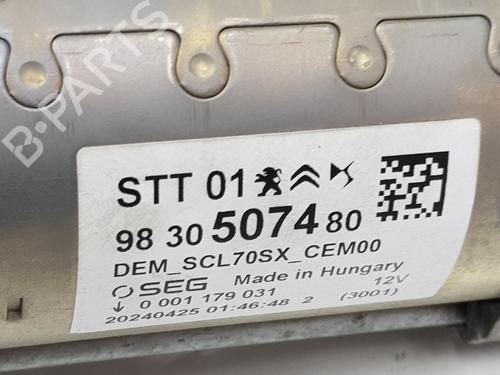 B-PARTS
STT 01
98 30 5074 80
DEM_SCL70SX_CEM00
SEG Made in Hungary
↓ 0 001 179 031 12V
20240425 01:46:48 2 (3001)